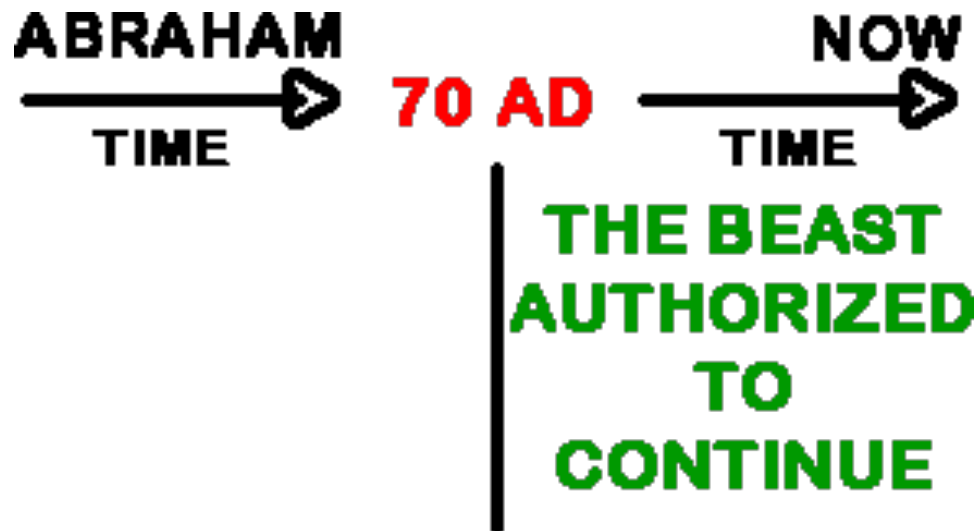 ABRAHAM
NOW
70 AD
TIME
TIME
THE BEAST
AUTHORIZED
TO
CONTINUE